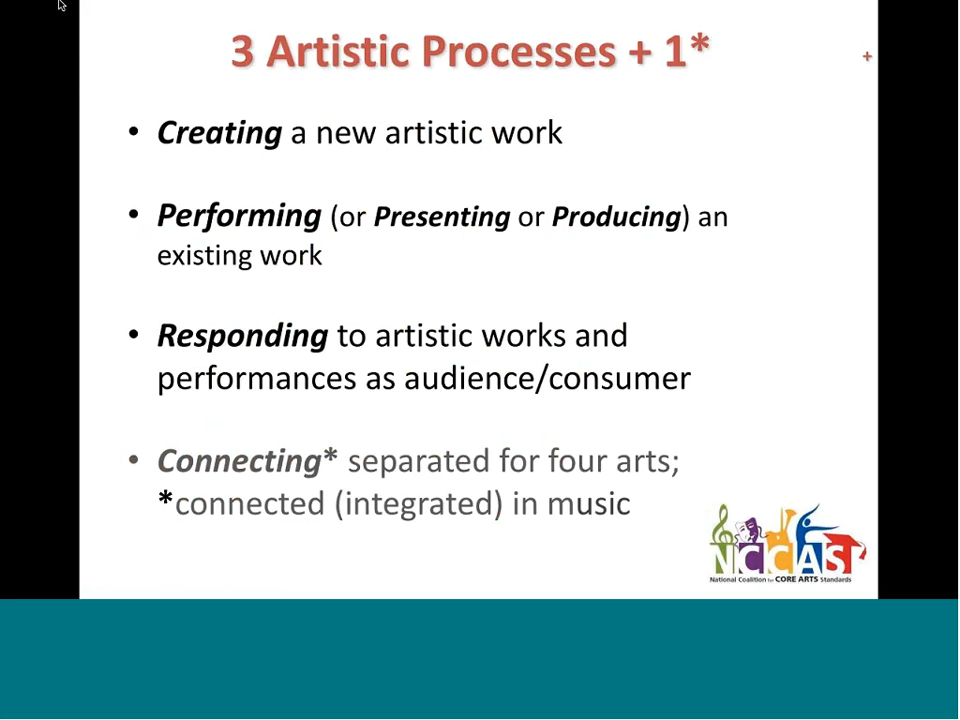 3 Artistic Processes + 1*
+
• Creating a new artistic work
• Performing (or Presenting or Producing) an
existing work
• Responding to artistic works and
performances as audience/consumer
• Connecting* separated for four arts;
*connected (integrated) in music
NCCAS
National Coalition for CORE ARTS Standards